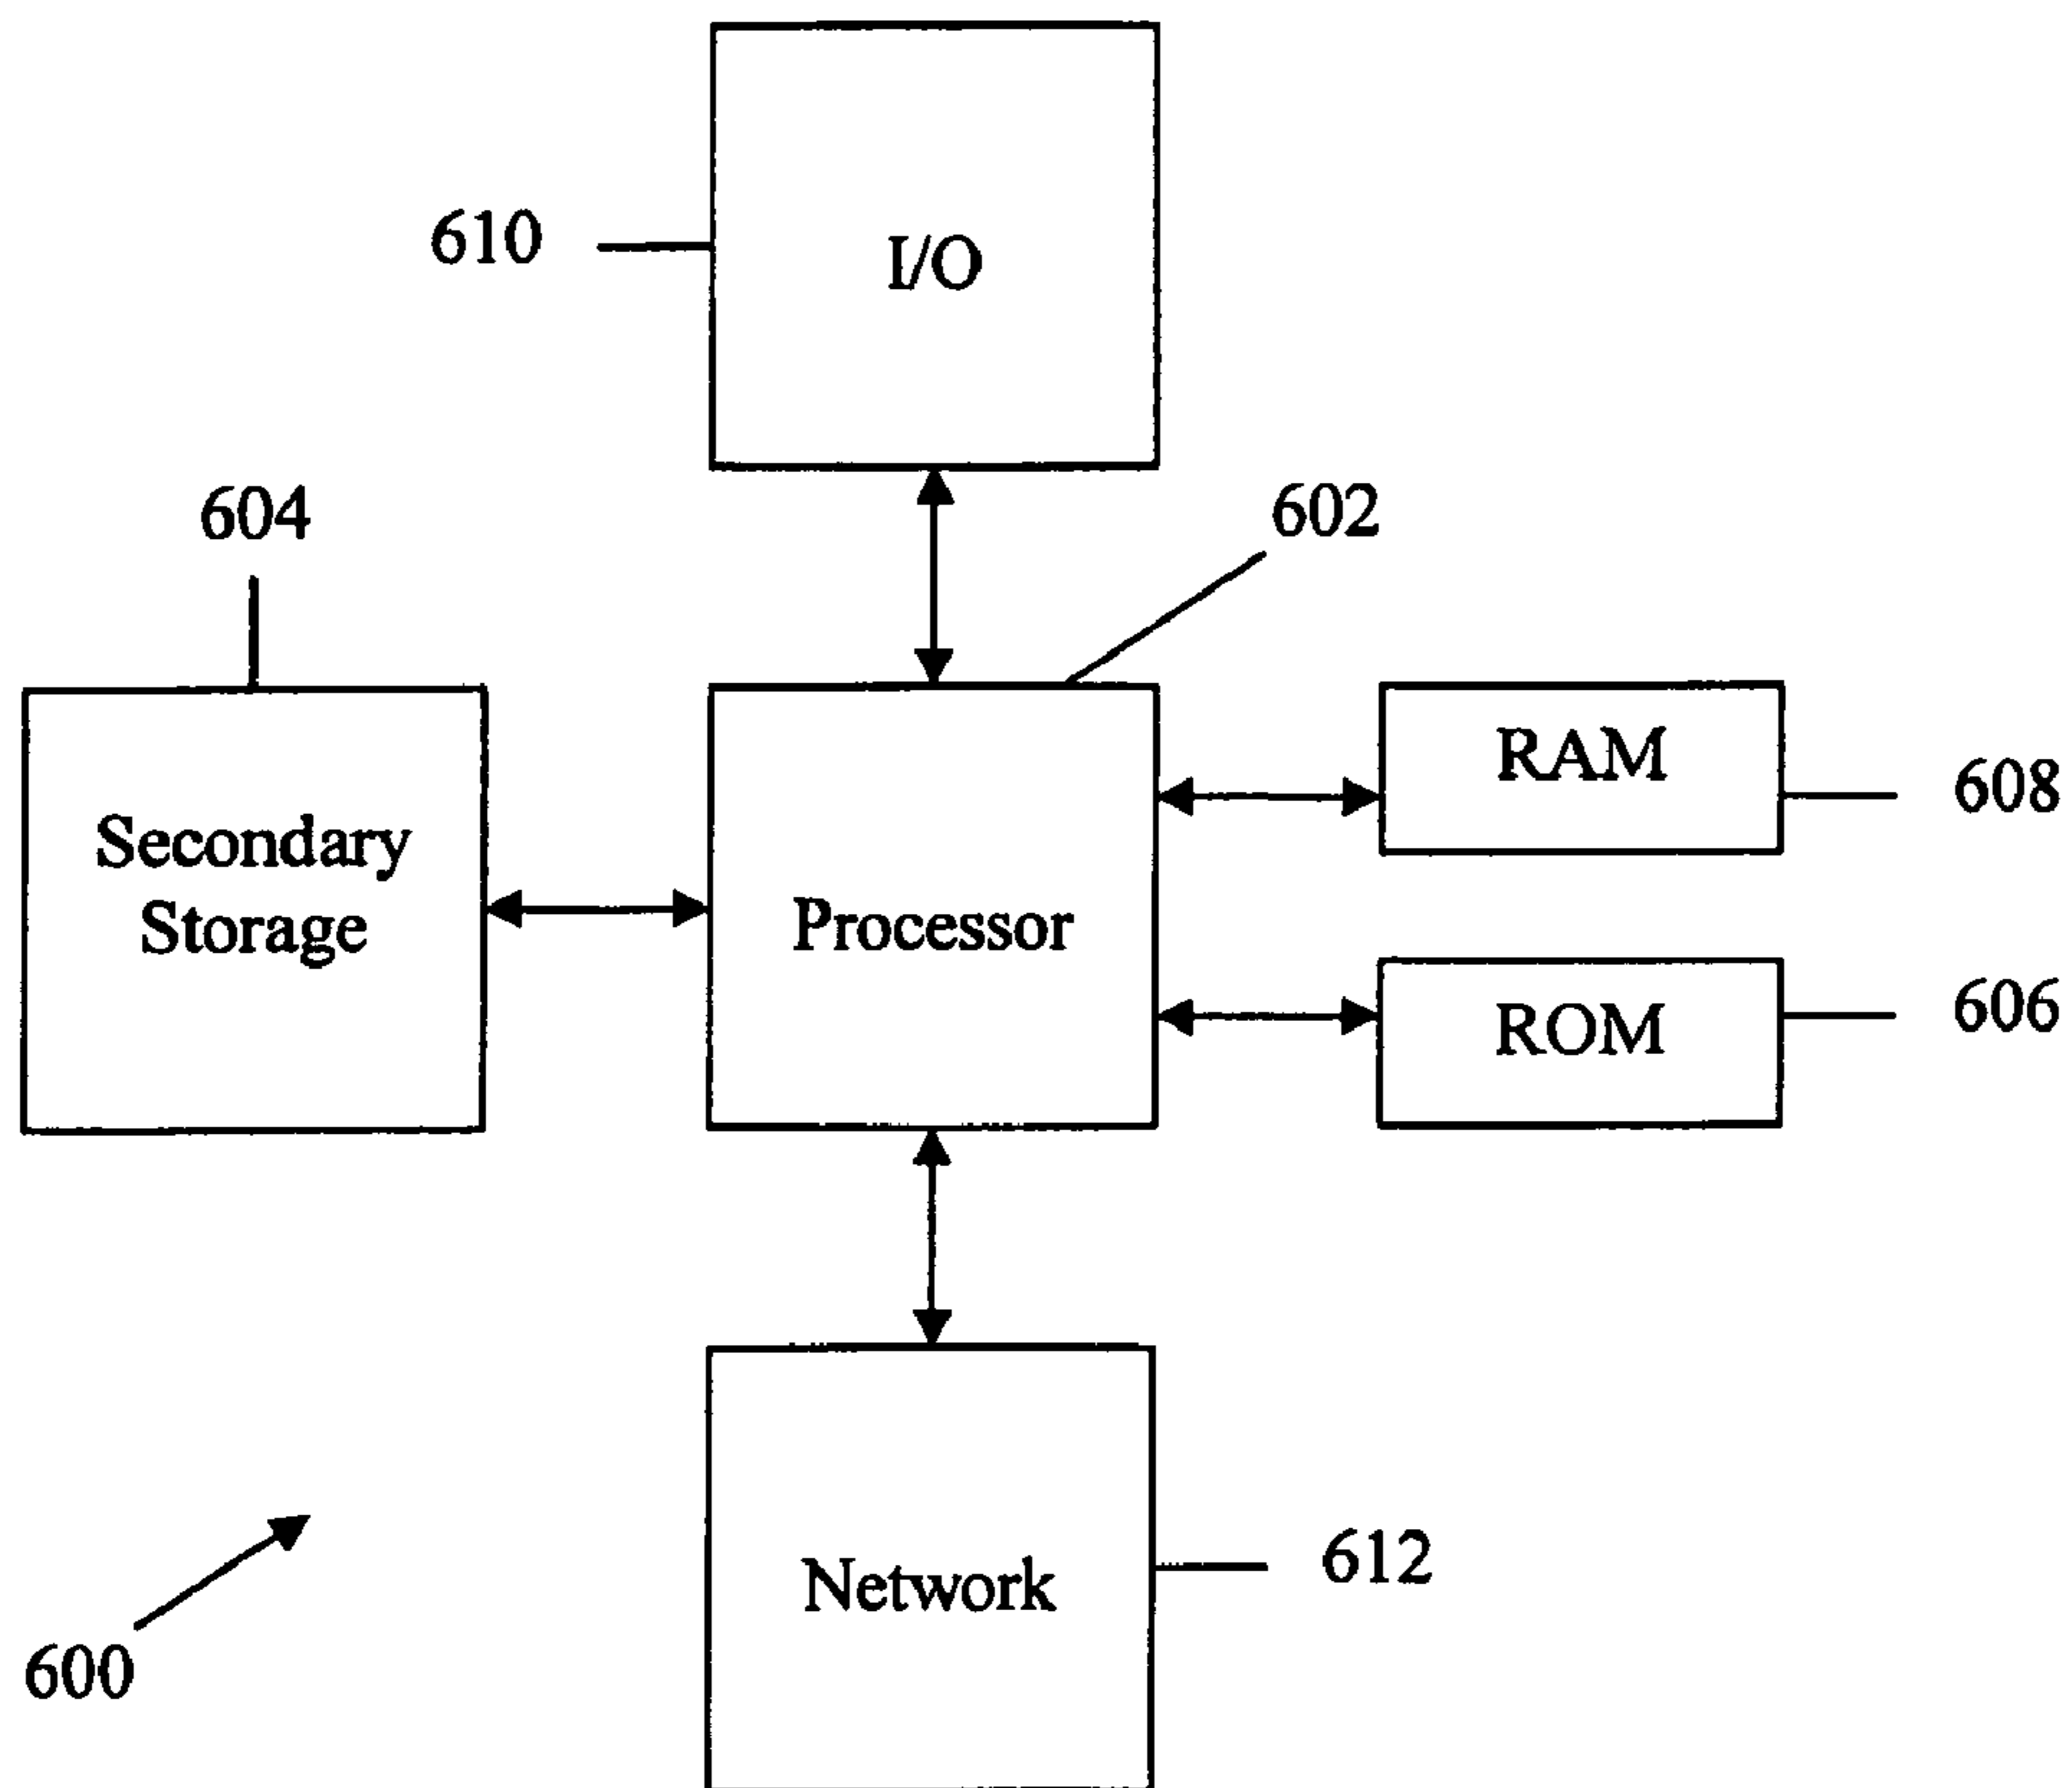 610
I/O
604
602
RAM
608
Secondary
Storage
Processor
606
ROM
Network
612
600